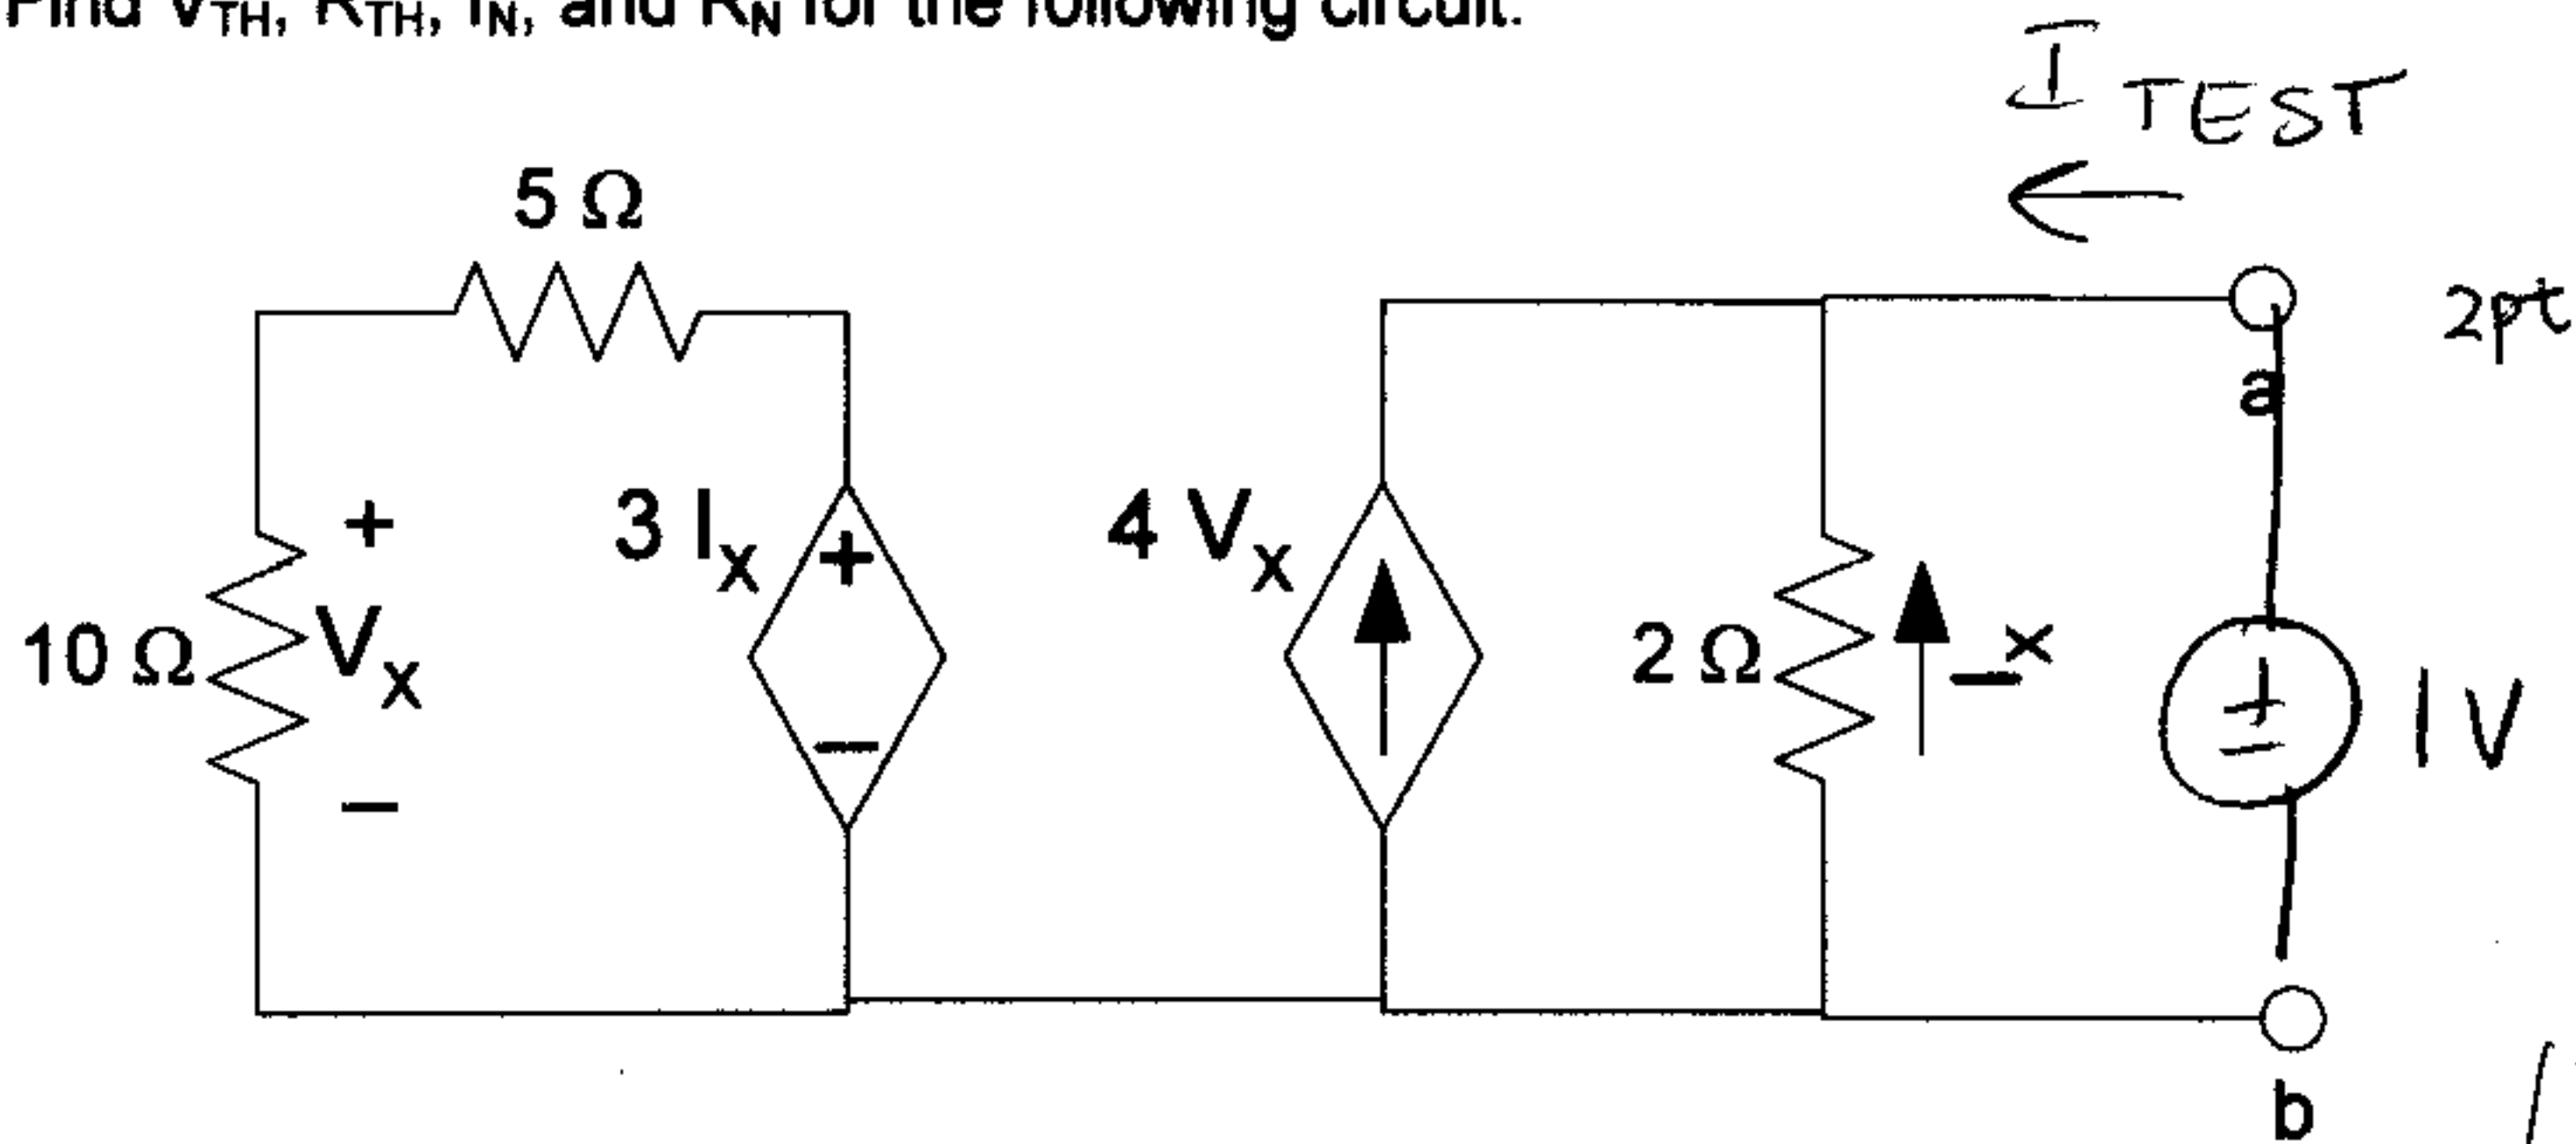 Find VTH, RTH, IN, and RN for the following circuit.
I TEST
5 Ω
2pt
a
+
3 Ix
+
4 Vx
10 Ω
Vx
2 Ω
Ix
+
−
1V
−
−
b